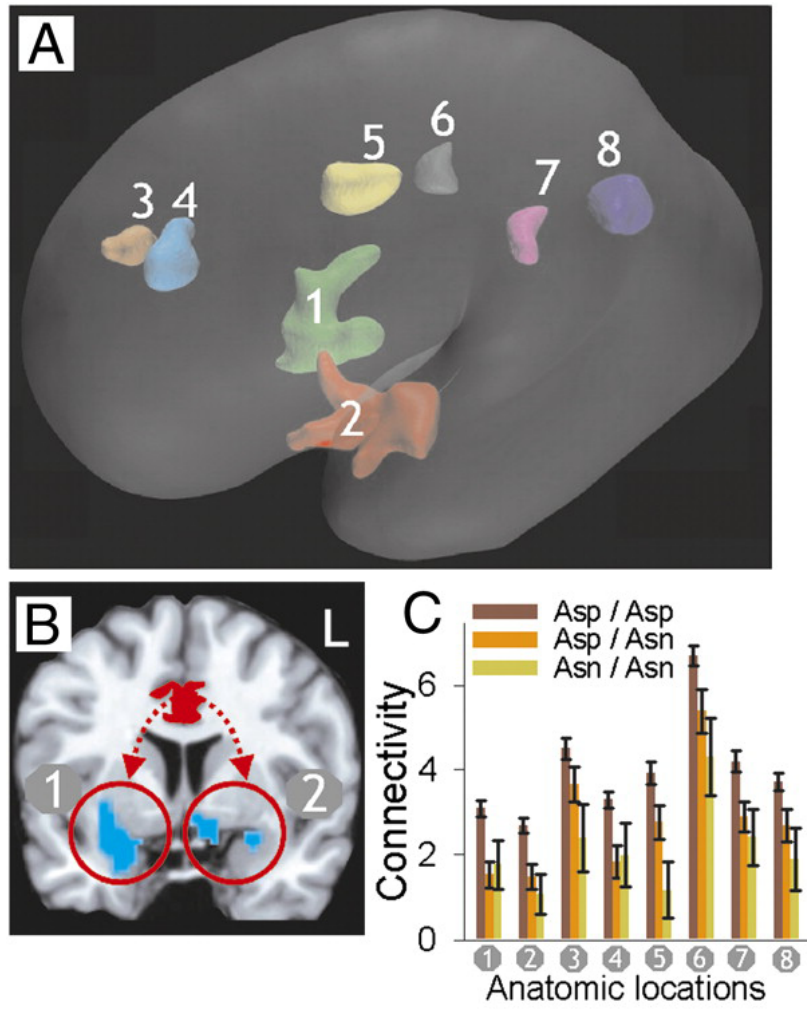 A
6
5
8
7
3 4
1
2
B
L
1
2
C
Asp / Asp
Asp / Asn
Asn / Asn
Connectivity
6
4
2
0
1 2 3 4 5 6 7 8
Anatomic locations